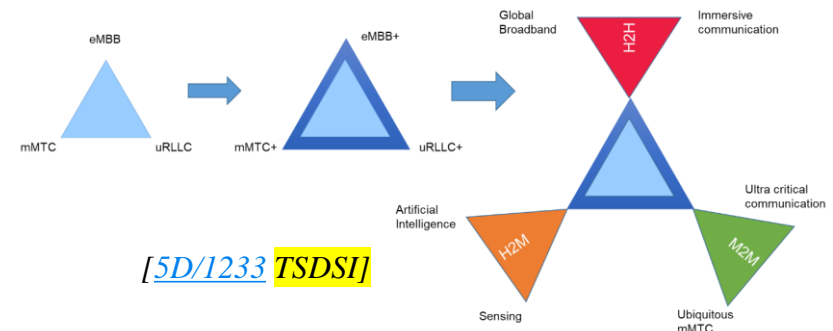 eMBB
mMTC
uRLLC
eMBB+
mMTC+
uRLLC+
Global
Broadband
Immersive
communication
H2H
Artificial
Intelligence
H2M
Sensing
Ultra critical
communication
M2M
Ubiquitous
mMTC
[5D/1233 TSDSI]